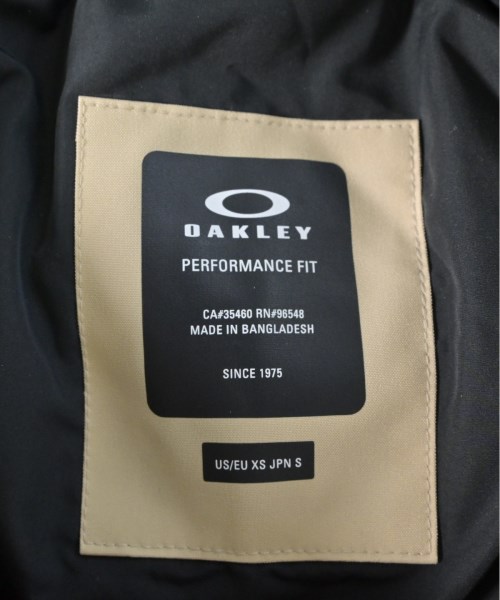 OAKLEY
PERFORMANCE FIT
CA#35460 RN#96548
MADE IN BANGLADESH
SINCE 1975
US/EU XS JPN S